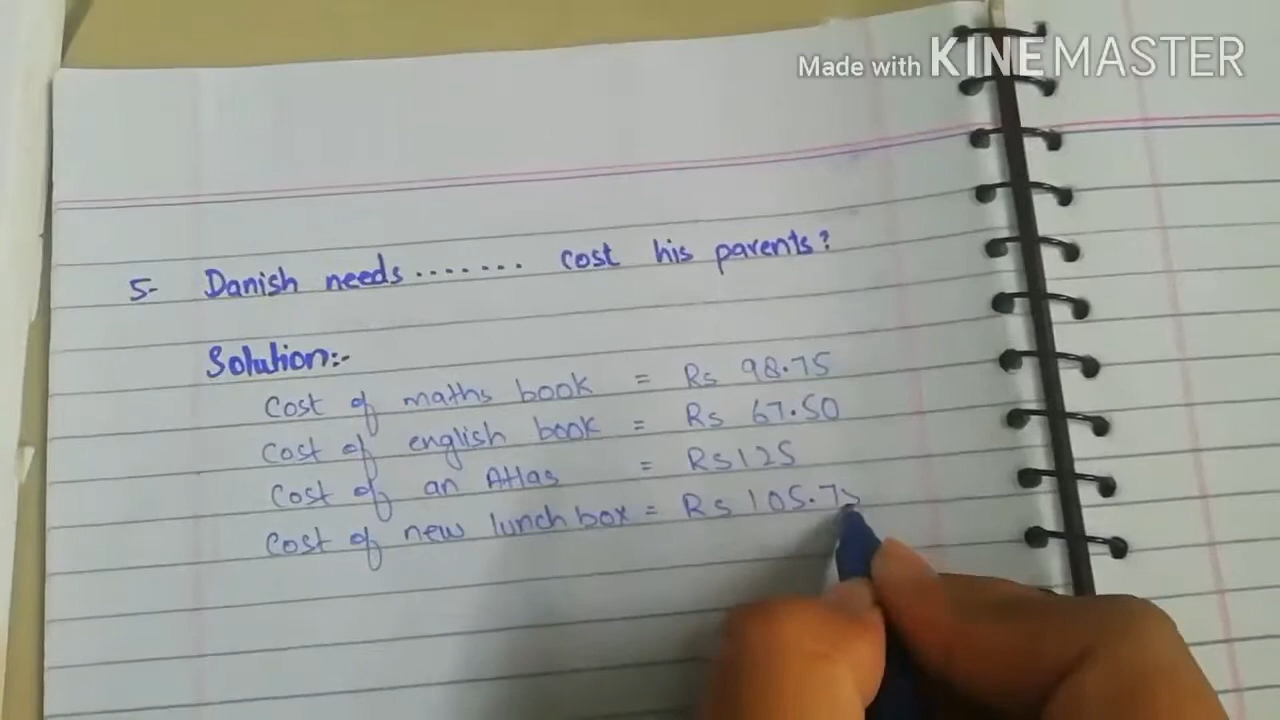 Made with KINEMASTER
5- Danish needs....... cost his parents?
Solution:-
Cost of maths book = Rs 98.75
Cost of english book = Rs 67.50
Cost of an Atlas = Rs 125
Cost of new lunch box = Rs 105.75